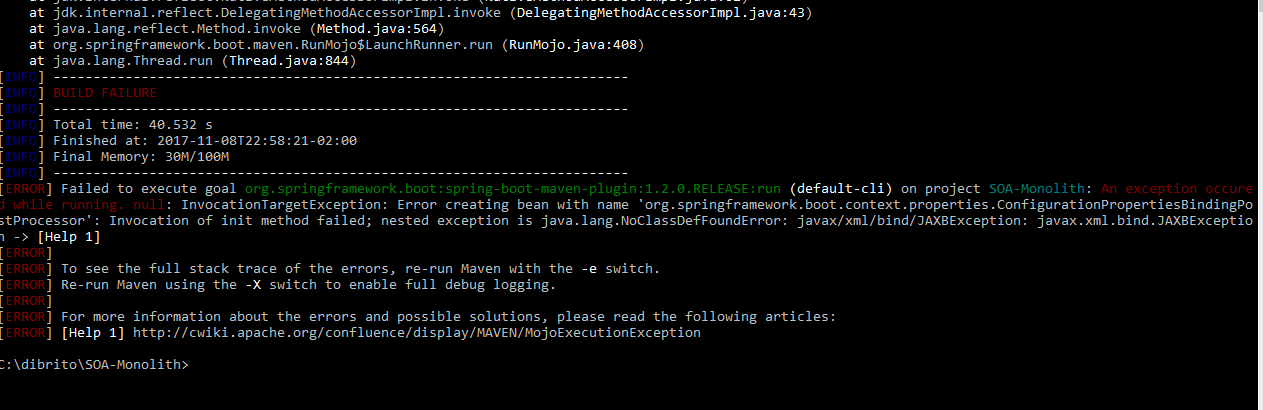 at jdk.internal.reflect.DelegatingMethodAccessorImpl.invoke (DelegatingMethodAccessorImpl.java:43)
at java.lang.reflect.Method.invoke (Method.java:564)
at org.springframework.boot.maven.RunMojo$LaunchRunner.run (RunMojo.java:408)
at java.lang.Thread.run (Thread.java:844)
[INFO] ------------------------------------------------------------------------
[INFO] BUILD FAILURE
[INFO] ------------------------------------------------------------------------
[INFO] Total time: 40.532 s
[INFO] Finished at: 2017-11-08T22:58:21-02:00
[INFO] Final Memory: 30M/100M
[INFO] ------------------------------------------------------------------------
[ERROR] Failed to execute goal org.springframework.boot:spring-boot-maven-plugin:1.2.0.RELEASE:run (default-cli) on project SOA-Monolith: An exception occure
d while running. null: InvocationTargetException: Error creating bean with name 'org.springframework.boot.context.properties.ConfigurationPropertiesBindingPo
stProcessor': Invocation of init method failed; nested exception is java.lang.NoClassDefFoundError: javax/xml/bind/JAXBException: javax.xml.bind.JAXBExceptio
n -> [Help 1]
[ERROR]
[ERROR] To see the full stack trace of the errors, re-run Maven with the -e switch.
[ERROR] Re-run Maven using the -X switch to enable full debug logging.
[ERROR]
[ERROR] For more information about the errors and possible solutions, please read the following articles:
[ERROR] [Help 1] http://cwiki.apache.org/confluence/display/MAVEN/MojoExecutionException
C:\dibrito\SOA-Monolith>